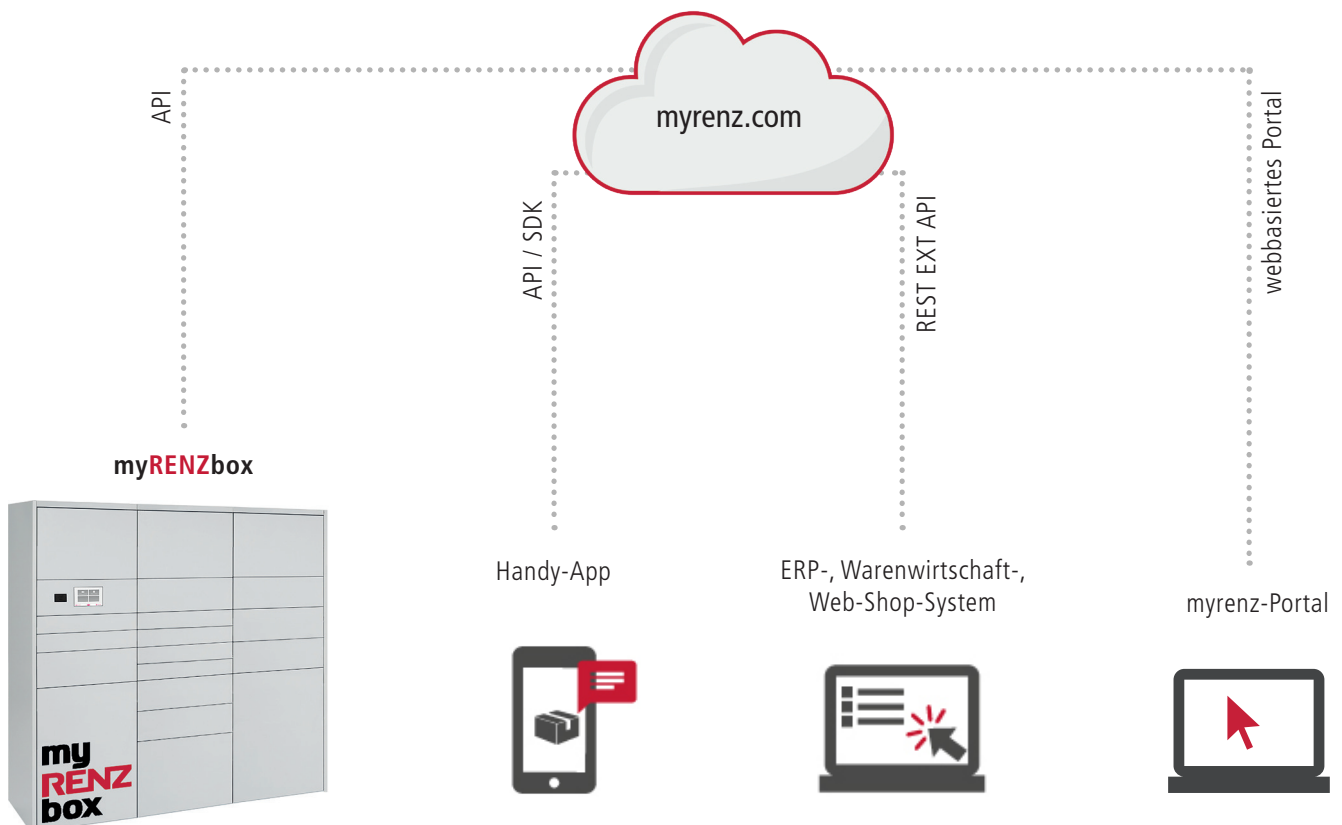 myrenz.com
API
API / SDK
REST EXT API
webbasiertes Portal
myRENZbox
Handy-App
ERP-, Warenwirtschaft-,
Web-Shop-System
myrenz-Portal
my
RENZ
box